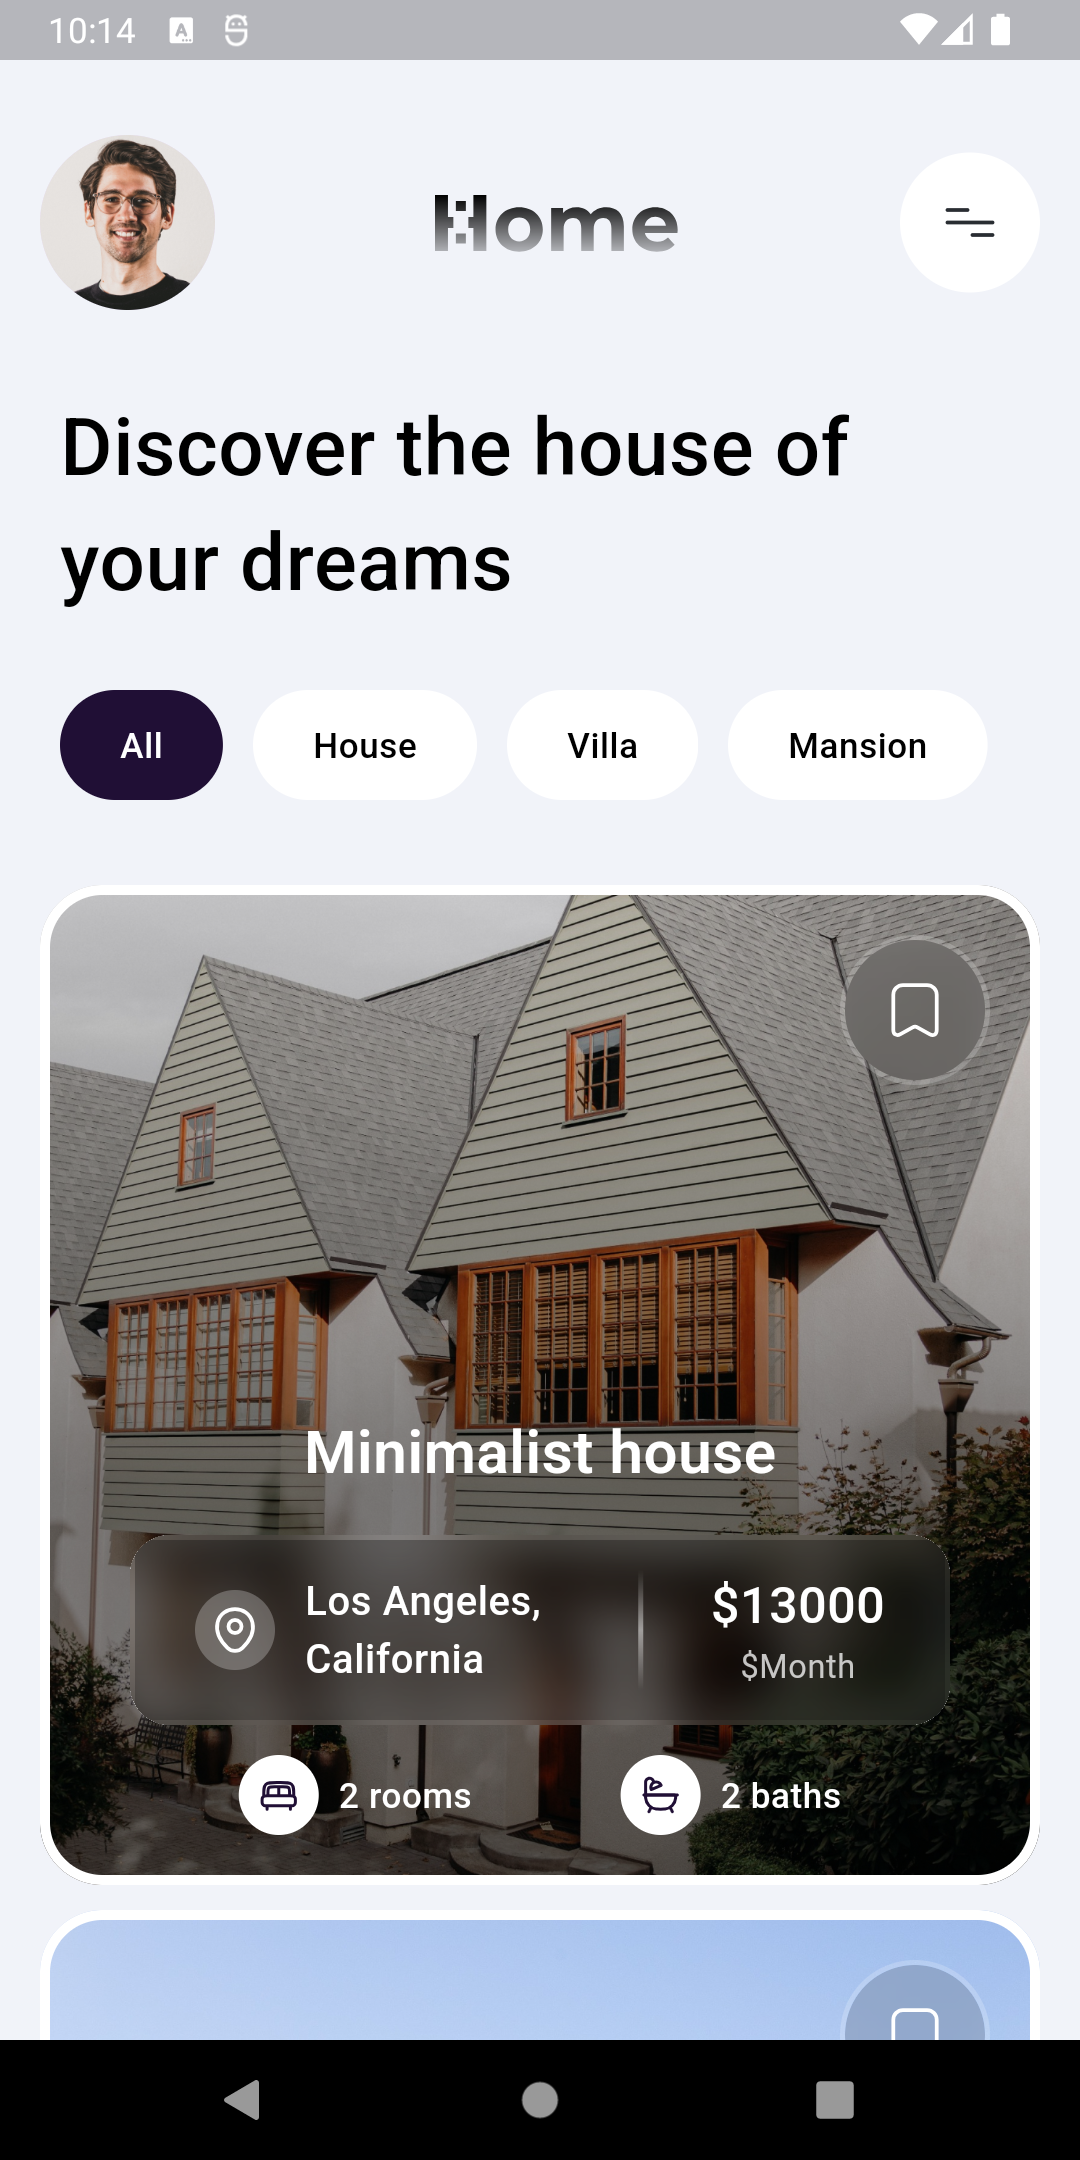 10:14
Home
Discover the house of
your dreams
All House Villa Mansion
Minimalist house
Los Angeles,
California
$13000
$Month
2 rooms 2 baths